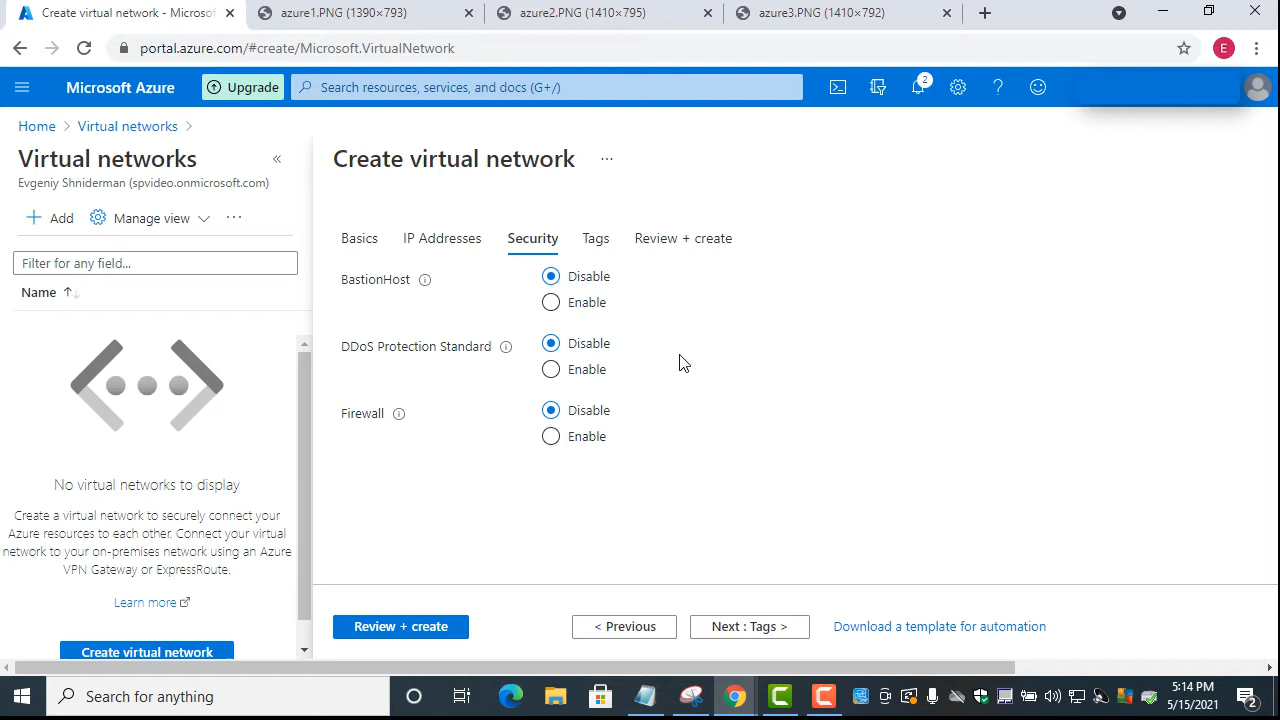 Create virtual network - Microsof
azure1.PNG (1390×793)
azure2.PNG (1410×795)
azure3.PNG (1410×792)
portal.azure.com/#create/Microsoft.VirtualNetwork
E
Microsoft Azure
Upgrade
Search resources, services, and docs (G+/)
2
Home > Virtual networks >
Virtual networks
Evgeniy Shniderman (spvideo.onmicrosoft.com)
Add
Manage view
Filter for any field...
Name
No virtual networks to display
Create a virtual network to securely connect your
Azure resources to each other. Connect your virtual
network to your on-premises network using an Azure
VPN Gateway or ExpressRoute.
Learn more
Create virtual network
Create virtual network
Basics
IP Addresses
Security
Tags
Review + create
BastionHost
Disable
Enable
DDoS Protection Standard
Disable
Enable
Firewall
Disable
Enable
Review + create
< Previous
Next : Tags >
Download a template for automation
Search for anything
5:14 PM
5/15/2021
2